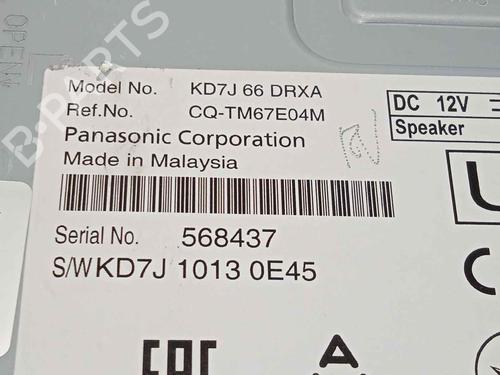 OPEN
Model No. KD7J 66 DRXA
Ref.No. CQ-TM67E04M
Panasonic Corporation
Made in Malaysia
DC 12V
Speaker
Serial No. 568437
S/W KD7J 1013 0E45
EAC
B-PARTS